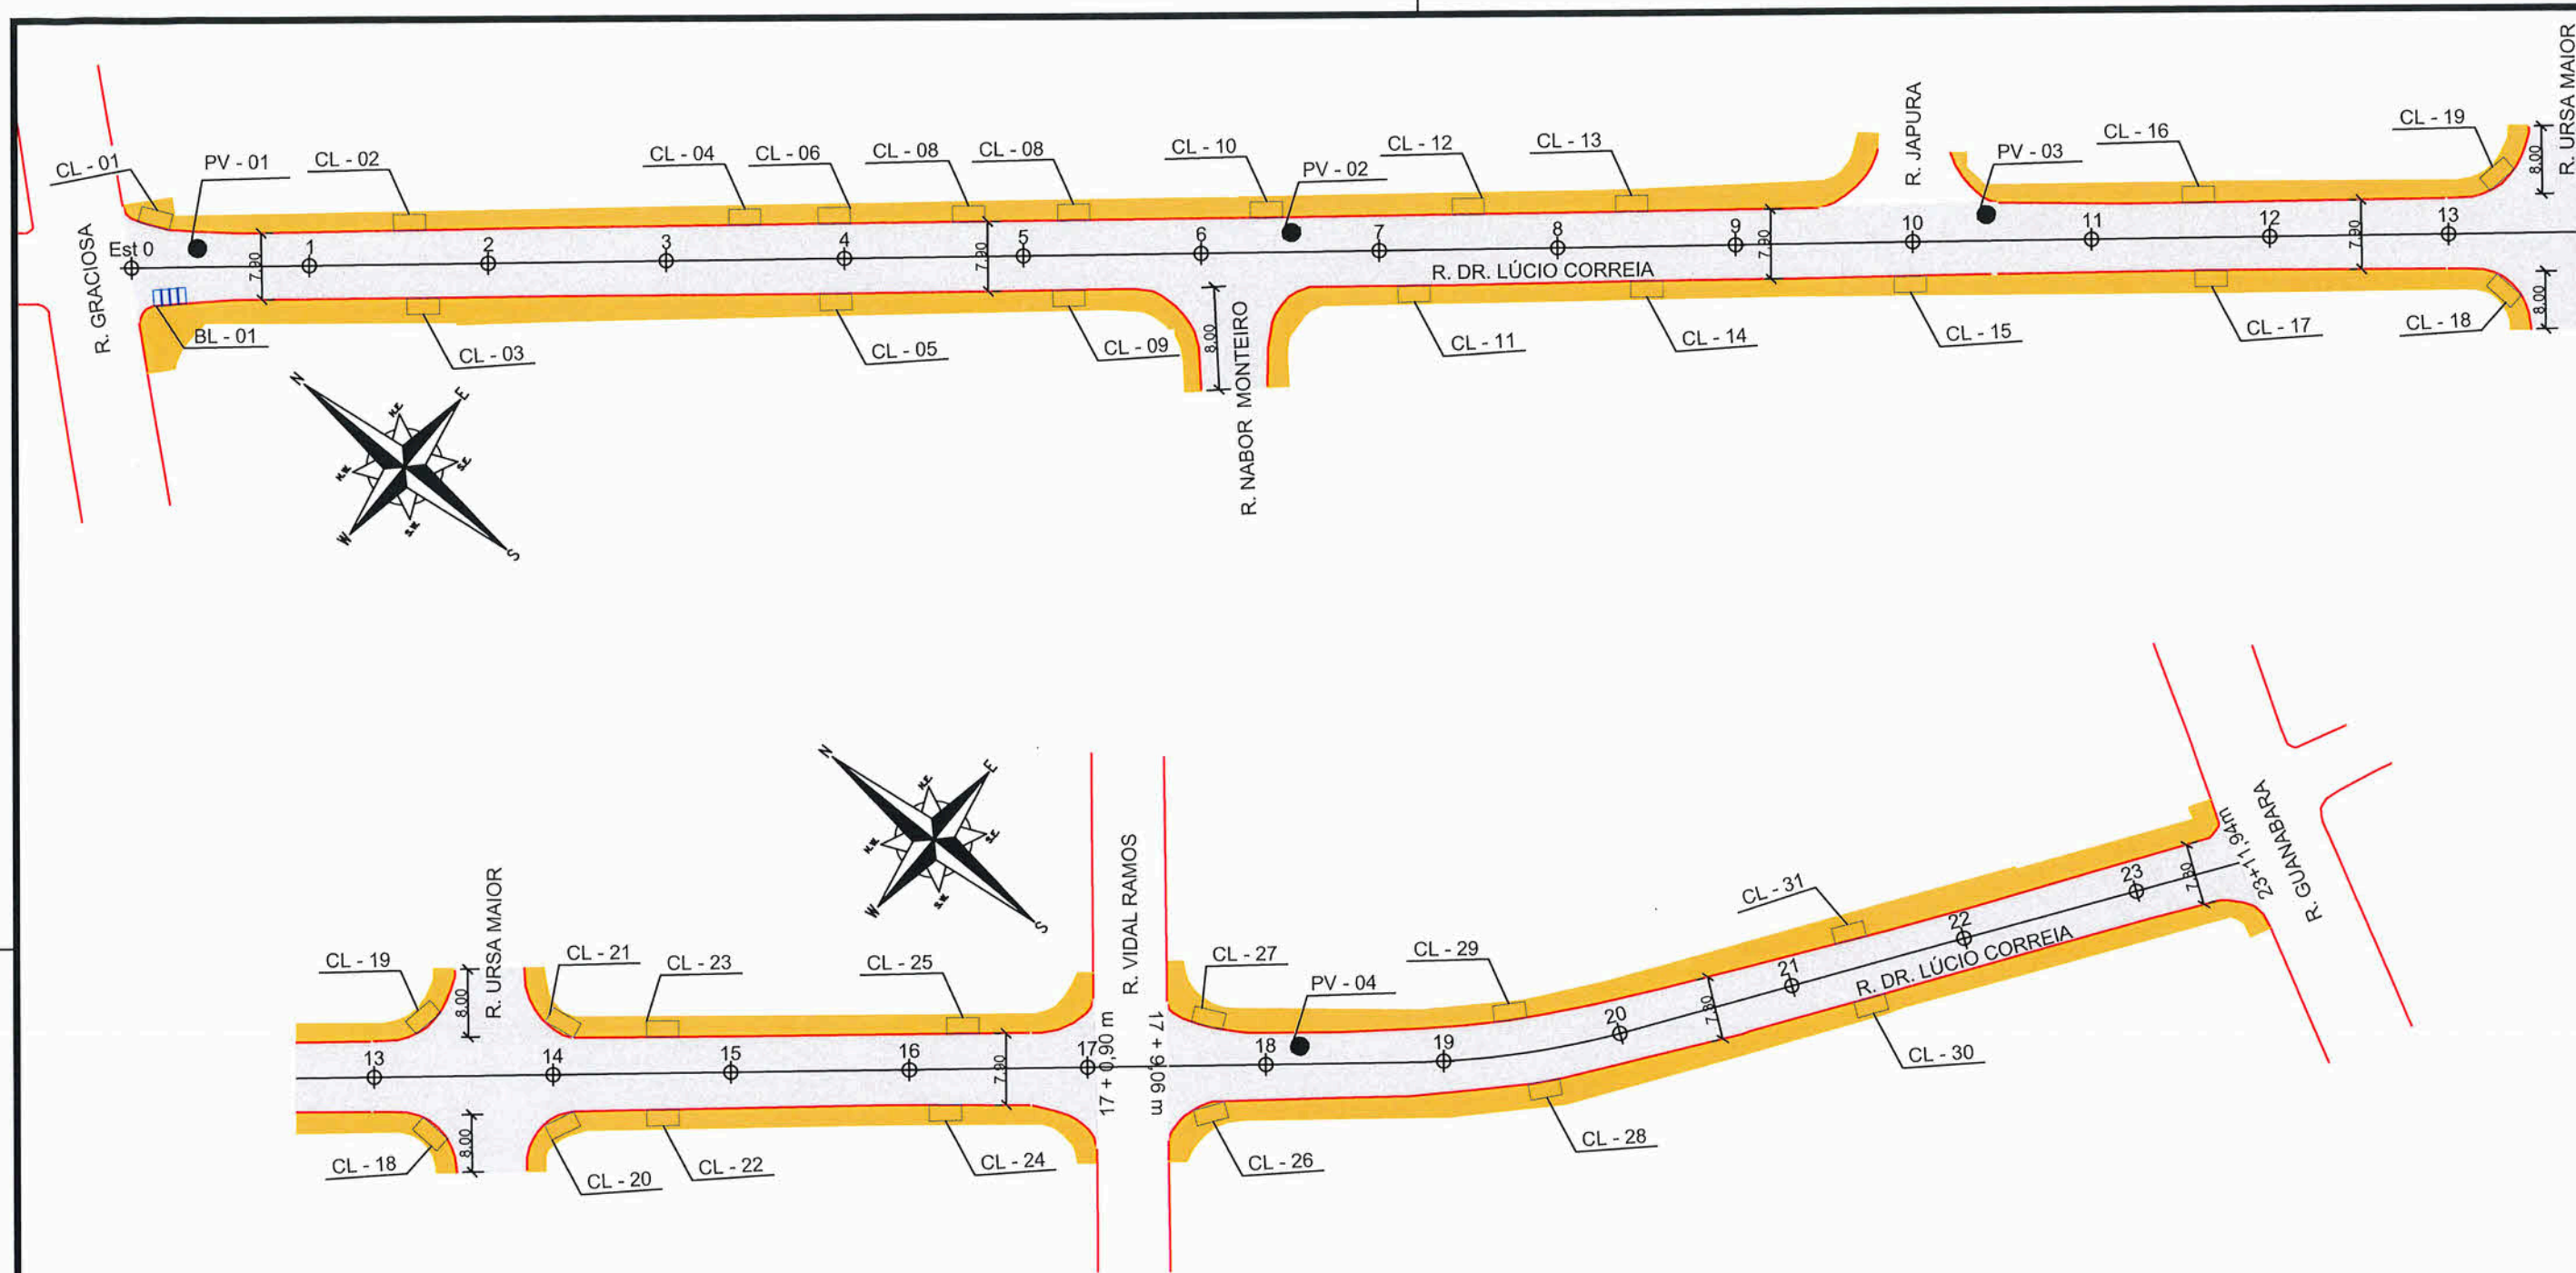 R. URSA MAIOR
CL - 01
PV - 01
CL - 02
CL - 04
CL - 06
CL - 08
CL - 08
CL - 10
PV - 02
CL - 12
CL - 13
R. JAPURA
PV - 03
CL - 16
CL - 19
8.00
R. GRACIOSA
Est 0
1
2
3
4
5
6
7
8
9
10
11
12
13
7.90
7.90
7.90
7.90
R. DR. LÚCIO CORREIA
BL - 01
CL - 03
CL - 05
CL - 09
8.00
R. NABOR MONTEIRO
CL - 11
CL - 14
CL - 15
CL - 17
CL - 18
8.00
N
N.E.
E
S.E.
S
S.W.
W
N.W.
N
N.E.
E
S.E.
S
S.W.
W
N.W.
CL - 19
8.00
R. URSA MAIOR
CL - 21
CL - 23
CL - 25
R. VIDAL RAMOS
CL - 27
PV - 04
CL - 29
CL - 31
13
14
15
16
17
17 + 0,90 m
17 + 9,06 m
18
19
20
21
22
23
7.90
7.80
7.80
R. DR. LÚCIO CORREIA
23+11,94m
R. GUANABARA
CL - 18
8.00
CL - 20
CL - 22
CL - 24
CL - 26
CL - 28
CL - 30